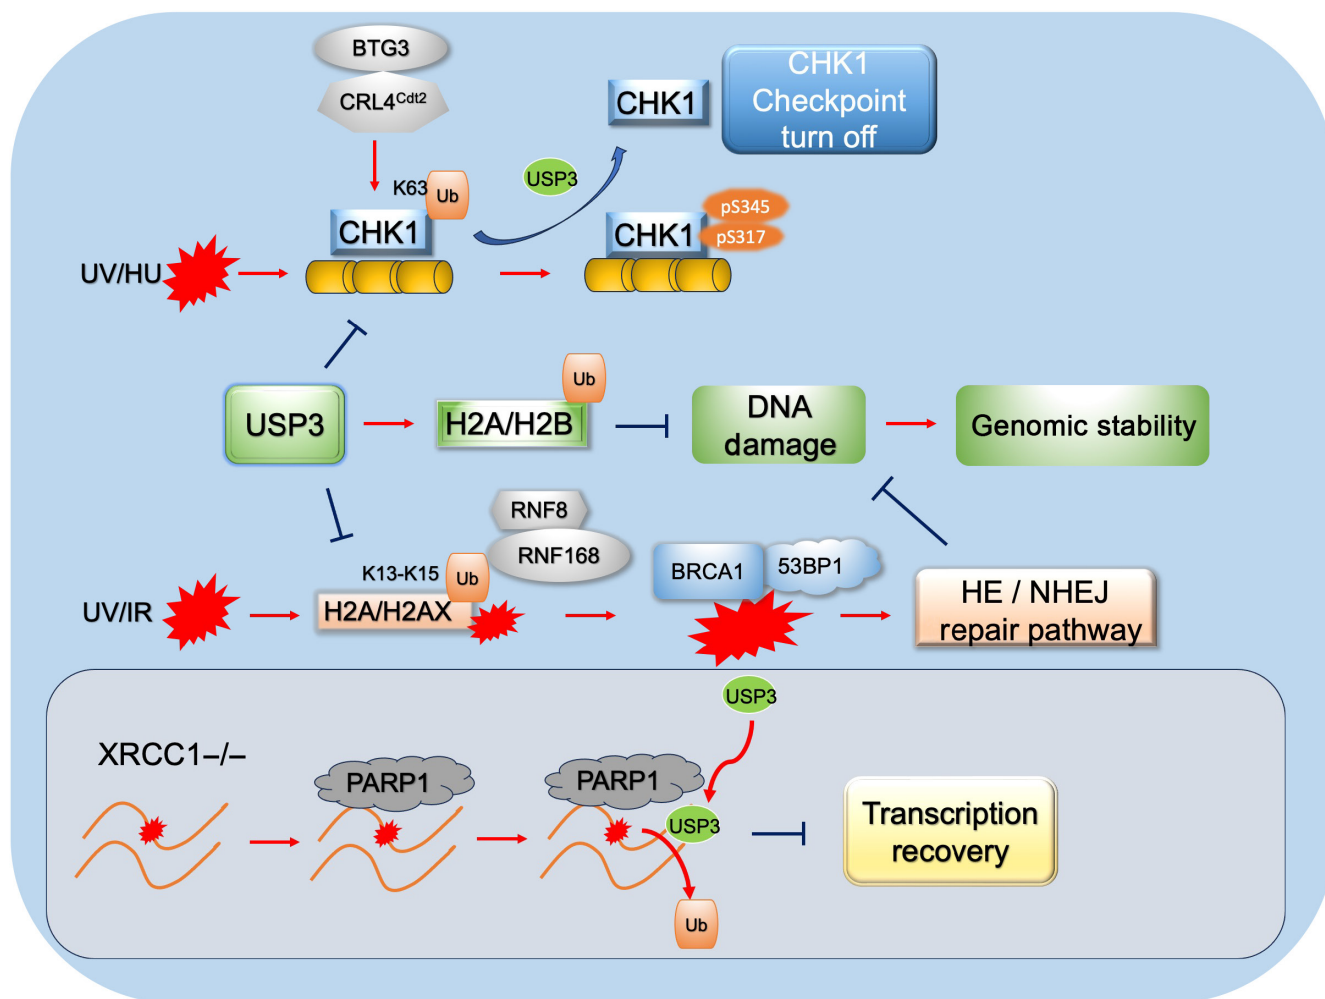 BTG3
CRL4Cdt2
CHK1
CHK1
Checkpoint
turn off
USP3
K63
Ub
CHK1
pS345
pS317
CHK1
UV/HU
USP3
H2A/H2B
Ub
DNA
damage
Genomic stability
RNF8
RNF168
K13-K15
Ub
H2A/H2AX
UV/IR
BRCA1
53BP1
HE / NHEJ
repair pathway
USP3
XRCC1–/–
PARP1
PARP1
USP3
Ub
Transcription
recovery